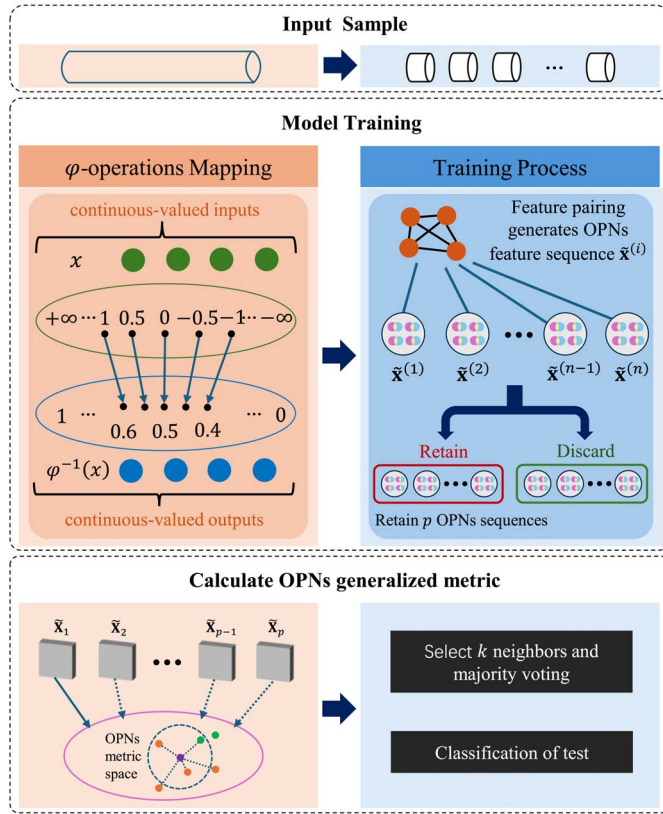 Input Sample
...
Model Training
φ-operations Mapping
continuous-valued inputs
x
+∞ ··· 1 0.5 0 −0.5 −1 ··· −∞
1 ··· ··· 0
0.6 0.5 0.4
φ⁻¹(x)
continuous-valued outputs
Training Process
Feature pairing
generates OPNs
feature sequence x̃⁽ⁱ⁾
x̃⁽¹⁾ x̃⁽²⁾ x̃⁽ⁿ⁻¹⁾ x̃⁽ⁿ⁾
Retain
Discard
Retain p OPNs sequences
Calculate OPNs generalized metric
x̃₁ x̃₂ x̃ₚ₋₁ x̃ₚ
OPNs
metric
space
Select k neighbors and
majority voting
Classification of test